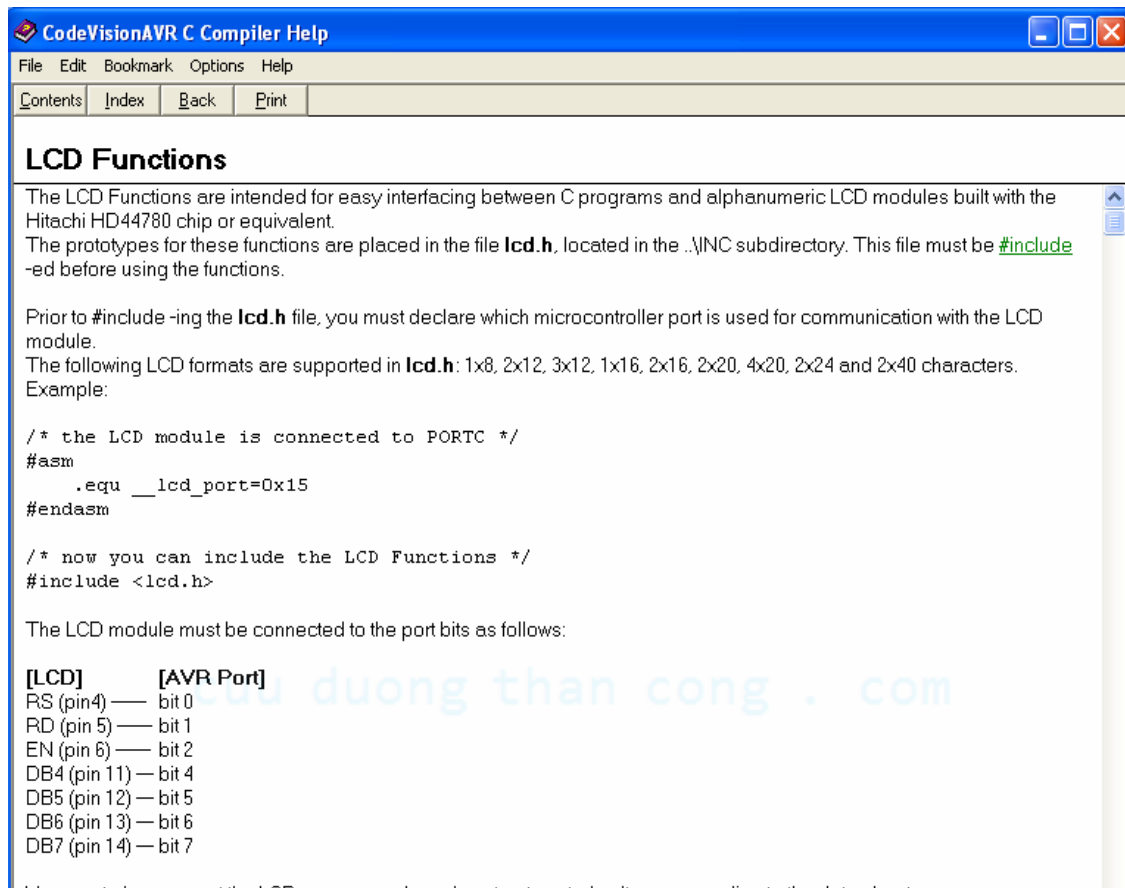 CodeVisionAVR C Compiler Help
File Edit Bookmark Options Help
Contents Index Back Print
LCD Functions
The LCD Functions are intended for easy interfacing between C programs and alphanumeric LCD modules built with the
Hitachi HD44780 chip or equivalent.
The prototypes for these functions are placed in the file lcd.h, located in the ..\INC subdirectory. This file must be #include
-ed before using the functions.
Prior to #include -ing the lcd.h file, you must declare which microcontroller port is used for communication with the LCD
module.
The following LCD formats are supported in lcd.h: 1x8, 2x12, 3x12, 1x16, 2x16, 2x20, 4x20, 2x24 and 2x40 characters.
Example:
/* the LCD module is connected to PORTC */
#asm
    .equ __lcd_port=0x15
#endasm
/* now you can include the LCD Functions */
#include <lcd.h>
The LCD module must be connected to the port bits as follows:
[LCD] [AVR Port]
cuu duong than cong . com
RS (pin4) —— bit 0
RD (pin 5) —— bit 1
EN (pin 6) —— bit 2
DB4 (pin 11) — bit 4
DB5 (pin 12) — bit 5
DB6 (pin 13) — bit 6
DB7 (pin 14) — bit 7